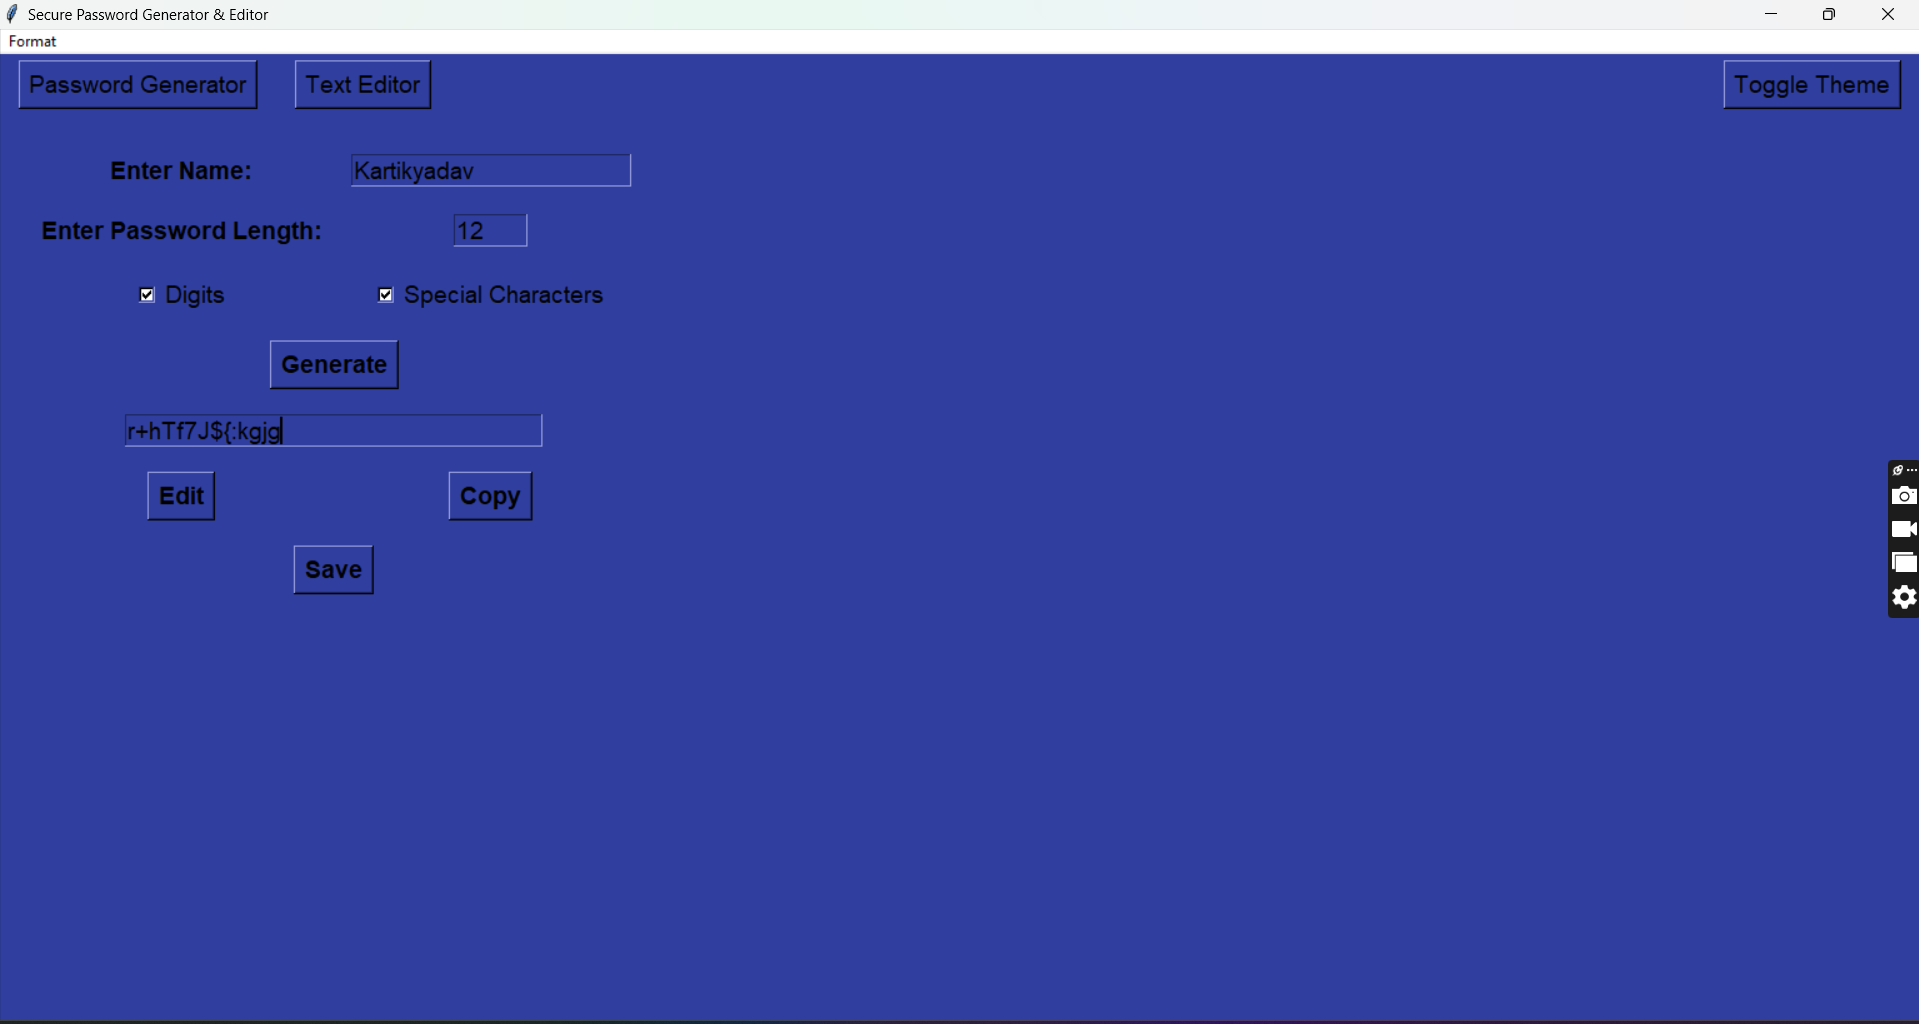 Secure Password Generator & Editor
Format
Password Generator Text Editor Toggle Theme
Enter Name: Kartikyadav
Enter Password Length: 12
Digits Special Characters
Generate
r+hTf7J${:kgjg
Edit Copy
Save